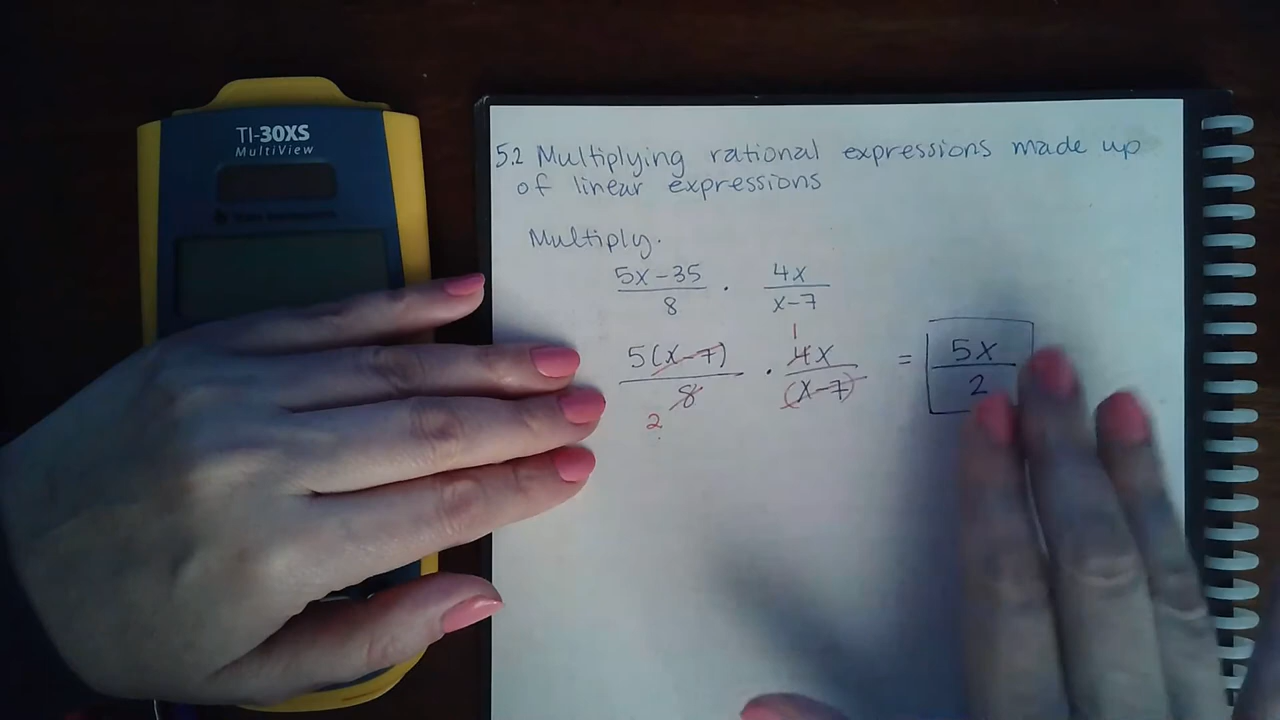 TI-30XS
MultiView
5.2 Multiplying rational expressions made up
of linear expressions
Multiply.
5x-35 / 8 · 4x / x-7
1
5(x-7) / 8 · 4x / (x-7) = 5x / 2
2